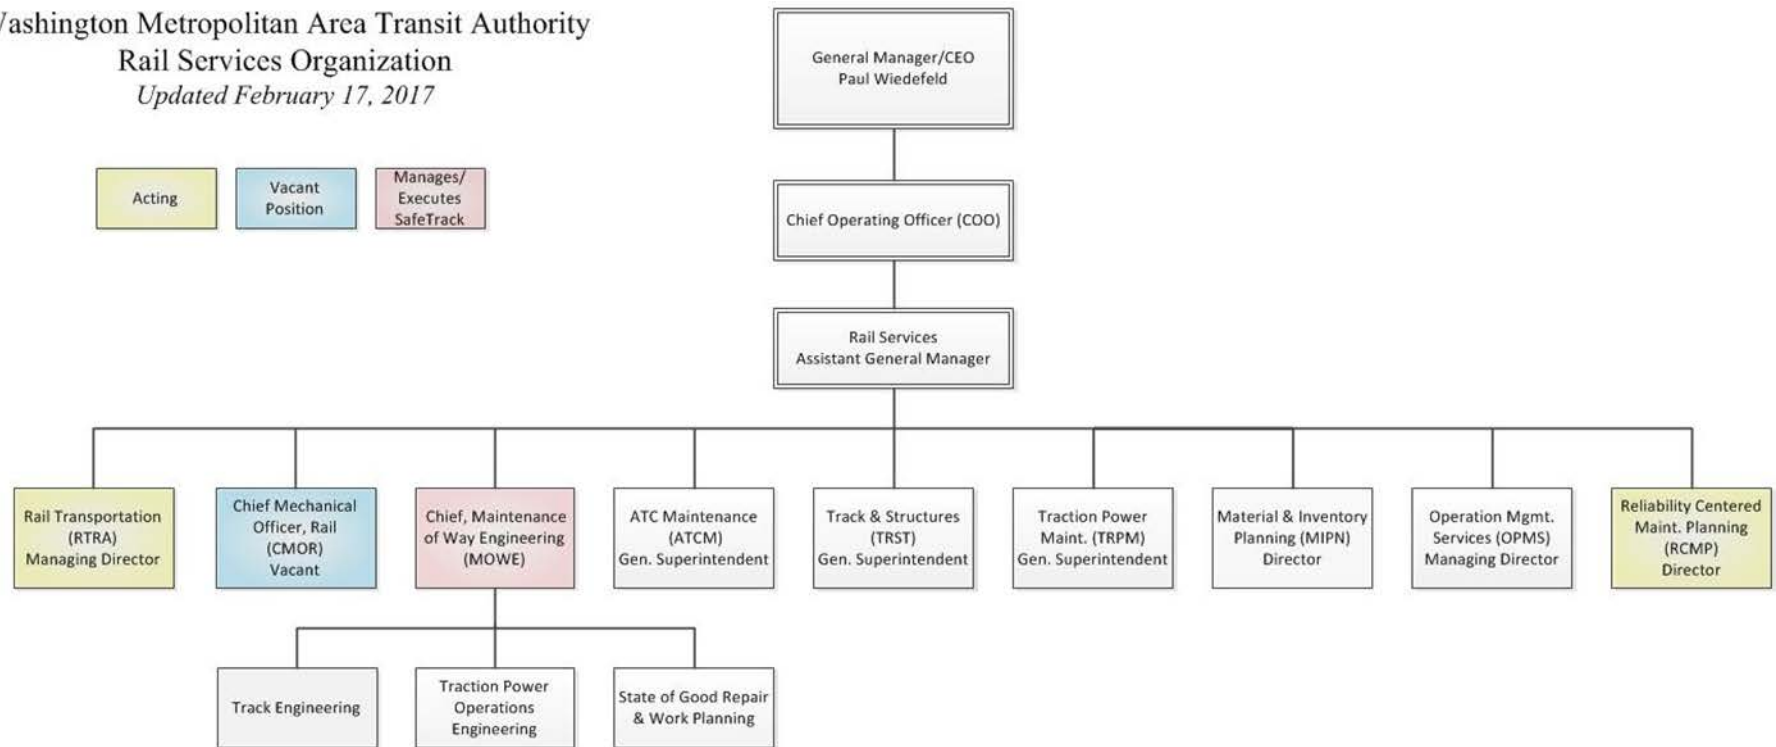 Washington Metropolitan Area Transit Authority
Rail Services Organization
Updated February 17, 2017
General Manager/CEO
Paul Wiedefeld
Acting
Vacant
Position
Manages/
Executes
SafeTrack
Chief Operating Officer (COO)
Rail Services
Assistant General Manager
Rail Transportation
(RTRA)
Managing Director
Chief Mechanical
Officer, Rail
(CMOR)
Vacant
Chief, Maintenance
of Way Engineering
(MOWE)
ATC Maintenance
(ATCM)
Gen. Superintendent
Track & Structures
(TRST)
Gen. Superintendent
Traction Power
Maint. (TRPM)
Gen. Superintendent
Material & Inventory
Planning (MIPN)
Director
Operation Mgmt.
Services (OPMS)
Managing Director
Reliability Centered
Maint. Planning
(RCMP)
Director
Track Engineering
Traction Power
Operations
Engineering
State of Good Repair
& Work Planning